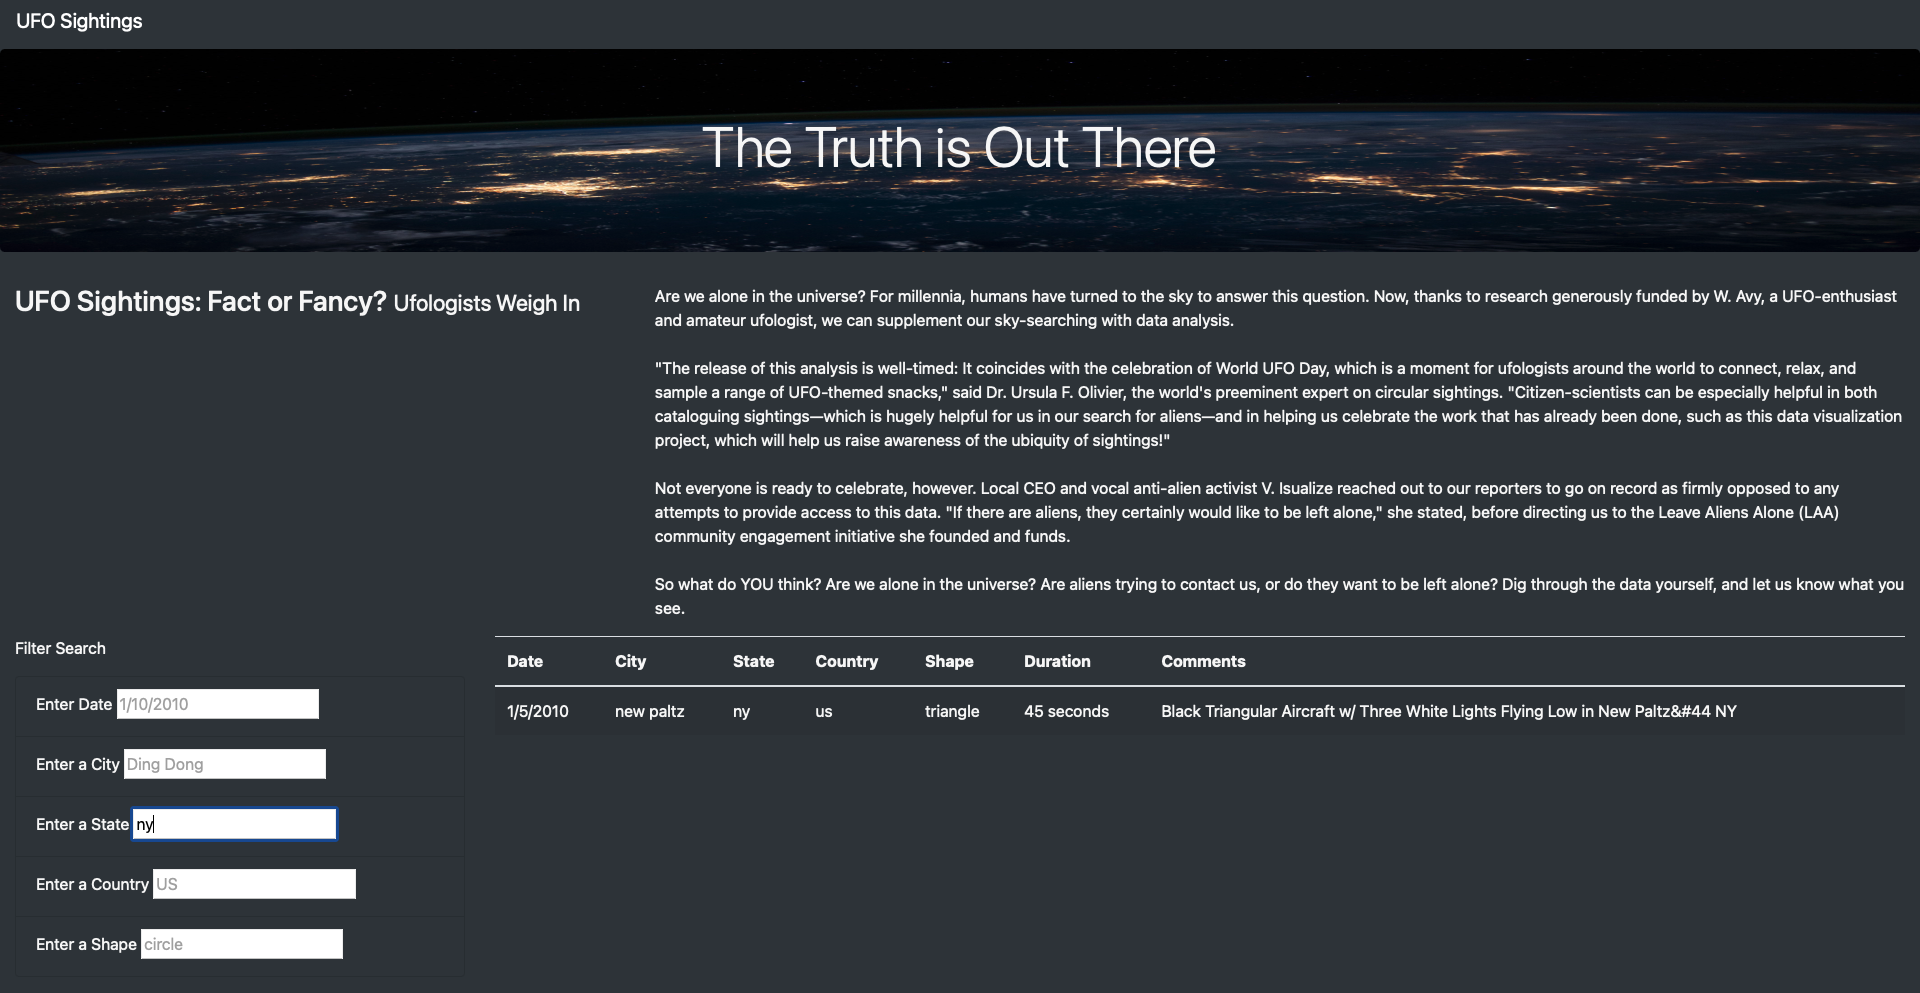 UFO Sightings
The Truth is Out There
UFO Sightings: Fact or Fancy? Ufologists Weigh In
Are we alone in the universe? For millennia, humans have turned to the sky to answer this question. Now, thanks to research generously funded by W. Avy, a UFO-enthusiast
and amateur ufologist, we can supplement our sky-searching with data analysis.
"The release of this analysis is well-timed: It coincides with the celebration of World UFO Day, which is a moment for ufologists around the world to connect, relax, and
sample a range of UFO-themed snacks," said Dr. Ursula F. Olivier, the world's preeminent expert on circular sightings. "Citizen-scientists can be especially helpful in both
cataloguing sightings—which is hugely helpful for us in our search for aliens—and in helping us celebrate the work that has already been done, such as this data visualization
project, which will help us raise awareness of the ubiquity of sightings!"
Not everyone is ready to celebrate, however. Local CEO and vocal anti-alien activist V. Isualize reached out to our reporters to go on record as firmly opposed to any
attempts to provide access to this data. "If there are aliens, they certainly would like to be left alone," she stated, before directing us to the Leave Aliens Alone (LAA)
community engagement initiative she founded and funds.
So what do YOU think? Are we alone in the universe? Are aliens trying to contact us, or do they want to be left alone? Dig through the data yourself, and let us know what you
see.
Filter Search
Enter Date 1/10/2010
Enter a City Ding Dong
Enter a State ny
Enter a Country US
Enter a Shape circle
Date City State Country Shape Duration Comments
1/5/2010 new paltz ny us triangle 45 seconds Black Triangular Aircraft w/ Three White Lights Flying Low in New Paltz&#44 NY